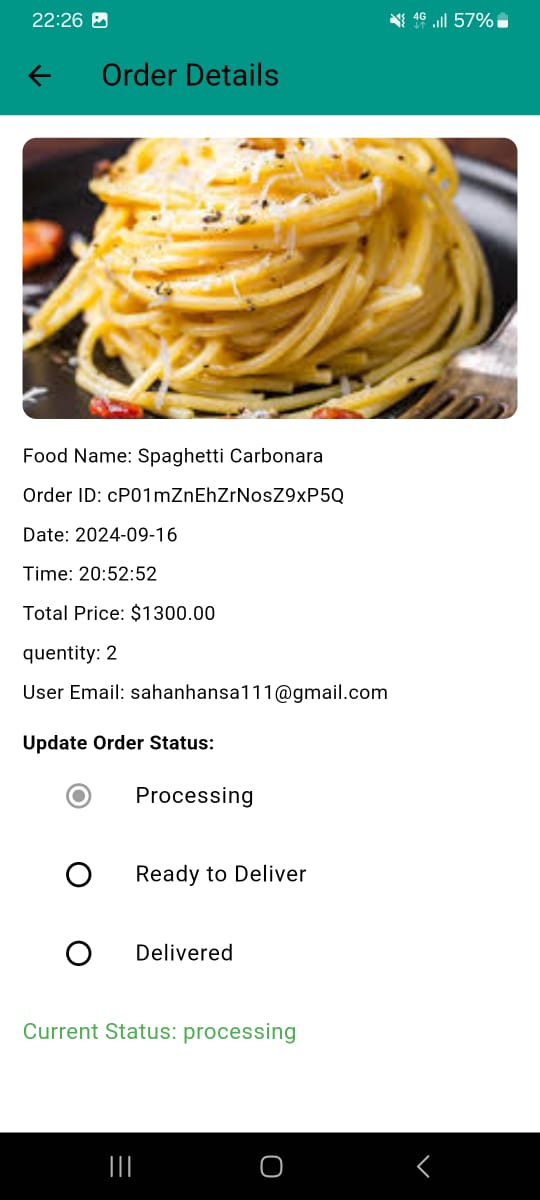 22:26 4G 57%
Order Details
Food Name: Spaghetti Carbonara
Order ID: cP01mZnEhZrNosZ9xP5Q
Date: 2024-09-16
Time: 20:52:52
Total Price: $1300.00
quentity: 2
User Email: sahanhansa111@gmail.com
Update Order Status:
Processing
Ready to Deliver
Delivered
Current Status: processing